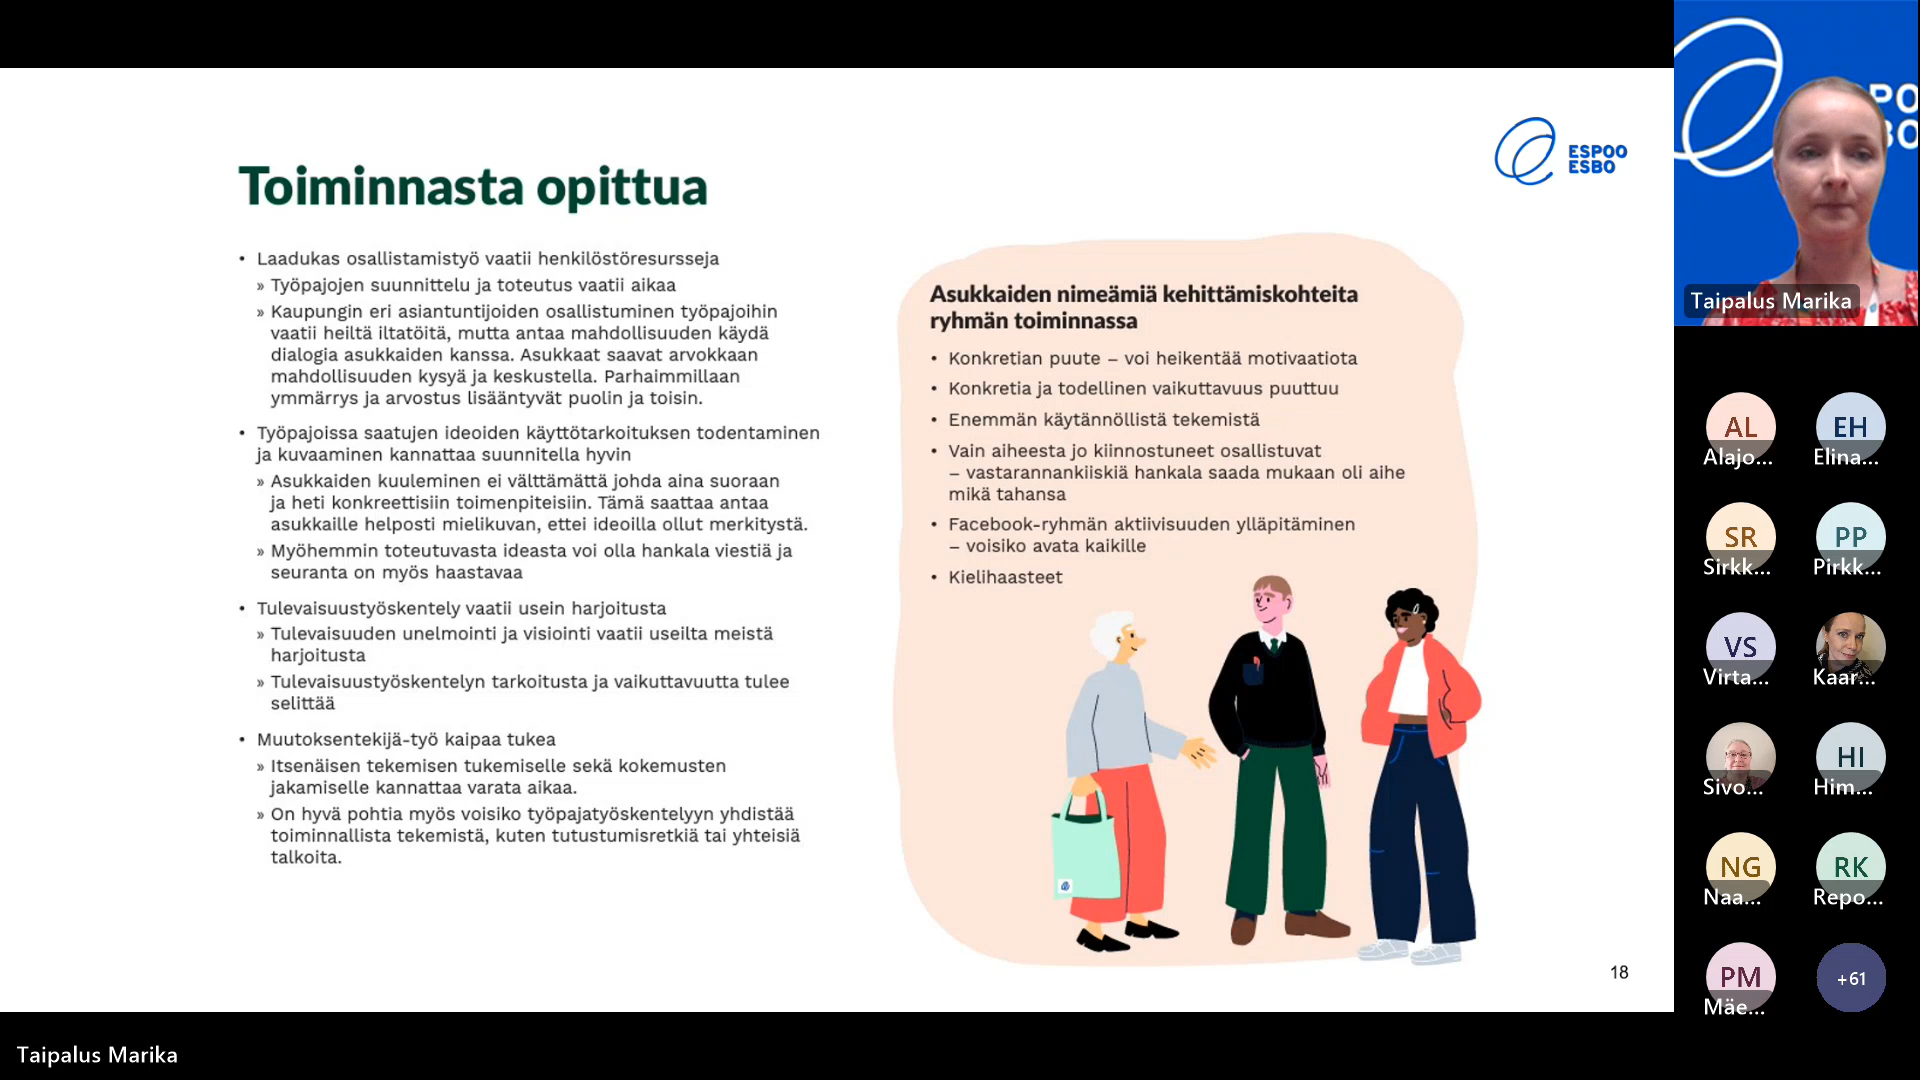 Toiminnasta opittua
• Laadukas osallistamistyö vaatii henkilöstöresursseja
» Työpajojen suunnittelu ja toteutus vaatii aikaa
» Kaupungin eri asiantuntijoiden osallistuminen työpajoihin
vaatii heiltä iltatöitä, mutta antaa mahdollisuuden käydä
dialogia asukkaiden kanssa. Asukkaat saavat arvokkaan
mahdollisuuden kysyä ja keskustella. Parhaimmillaan
ymmärrys ja arvostus lisääntyvät puolin ja toisin.
• Työpajoissa saatujen ideoiden käyttötarkoituksen todentaminen
ja kuvaaminen kannattaa suunnitella hyvin
» Asukkaiden kuuleminen ei välttämättä johda aina suoraan
ja heti konkreettisiin toimenpiteisiin. Tämä saattaa antaa
asukkaille helposti mielikuvan, ettei ideoilla ollut merkitystä.
» Myöhemmin toteutuvasta ideasta voi olla hankala viestiä ja
seuranta on myös haastavaa
• Tulevaisuustyöskentely vaatii usein harjoitusta
» Tulevaisuuden unelmointi ja visiointi vaatii useilta meistä
harjoitusta
» Tulevaisuustyöskentelyn tarkoitusta ja vaikuttavuutta tulee
selittää
• Muutoksentekijä-työ kaipaa tukea
» Itsenäisen tekemisen tukemiselle sekä kokemusten
jakamiselle kannattaa varata aikaa.
» On hyvä pohtia myös voisiko työpajatyöskentelyyn yhdistää
toiminnallista tekemistä, kuten tutustumisretkiä tai yhteisiä
talkoita.
ESPOO
ESBO
Asukkaiden nimeämiä kehittämiskohteita
ryhmän toiminnassa
• Konkretian puute – voi heikentää motivaatiota
• Konkretia ja todellinen vaikuttavuus puuttuu
• Enemmän käytännöllistä tekemistä
• Vain aiheesta jo kiinnostuneet osallistuvat
– vastarannankiiskiä hankala saada mukaan oli aihe
mikä tahansa
• Facebook-ryhmän aktiivisuuden ylläpitäminen
– voisiko avata kaikille
• Kielihaasteet
18
PO
BO
Taipalus Marika
AL
Alajo...
EH
Elina...
SR
Sirkk...
PP
Pirkk...
VS
Virta...
Kaar...
Sivo...
HI
Him...
NG
Naa...
RK
Repo...
PM
Mäe...
+61
Taipalus Marika